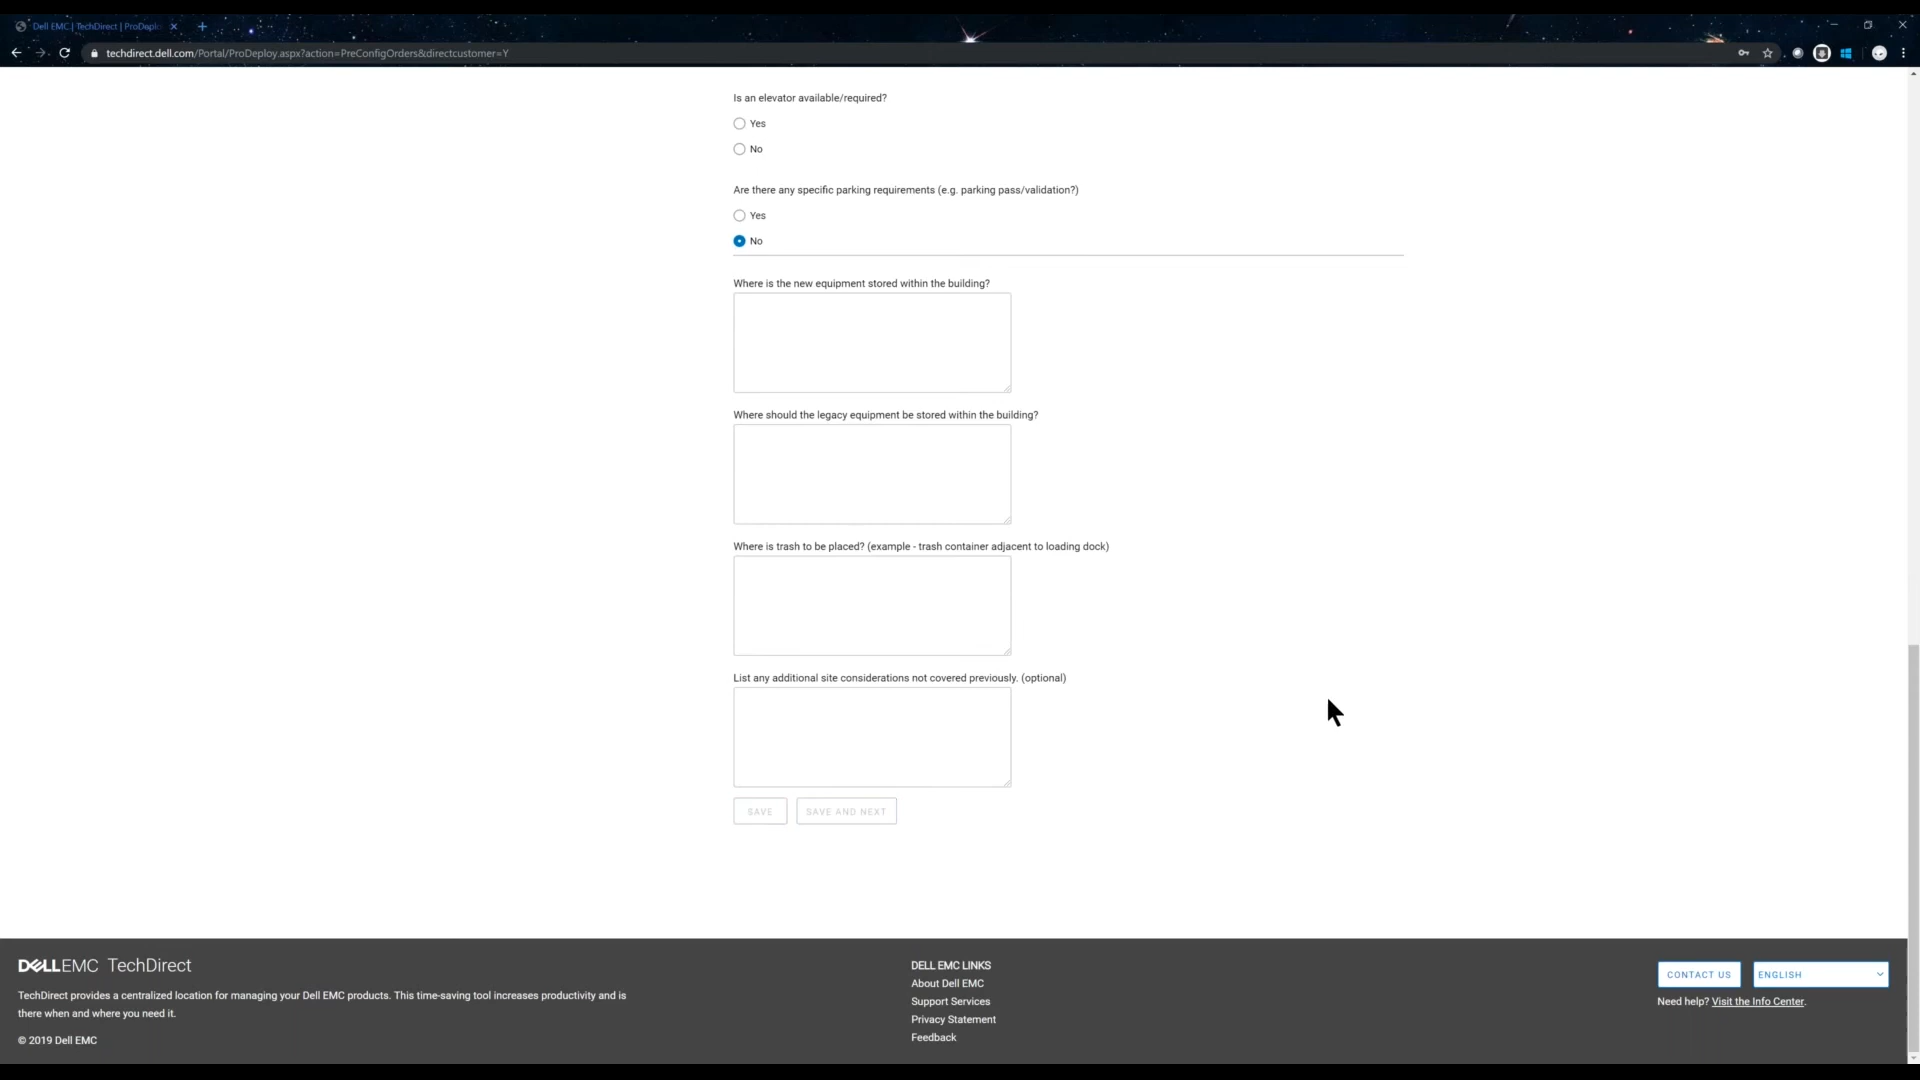 Dell EMC | TechDirect | ProDeplo
techdirect.dell.com/Portal/ProDeploy.aspx?action=PreConfigOrders&directcustomer=Y
Is an elevator available/required?
Yes
No
Are there any specific parking requirements (e.g. parking pass/validation?)
Yes
No
Where is the new equipment stored within the building?
Where should the legacy equipment be stored within the building?
Where is trash to be placed? (example - trash container adjacent to loading dock)
List any additional site considerations not covered previously. (optional)
SAVE SAVE AND NEXT
DELLEMC TechDirect
TechDirect provides a centralized location for managing your Dell EMC products. This time-saving tool increases productivity and is
there when and where you need it.
© 2019 Dell EMC
DELL EMC LINKS
About Dell EMC
Support Services
Privacy Statement
Feedback
CONTACT US ENGLISH
Need help? Visit the Info Center.